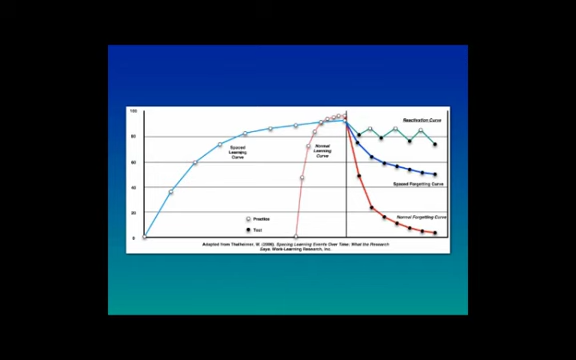 100
80
60
40
20
0
Reactivation Curve
Spaced
Learning
Curve
Normal
Learning
Curve
Spaced Forgetting Curve
Normal Forgetting Curve
Practice
Test
Adapted from Thalheimer, W. (2006). Spacing Learning Events Over Time: What the Research
Says. Work-Learning Research, Inc.